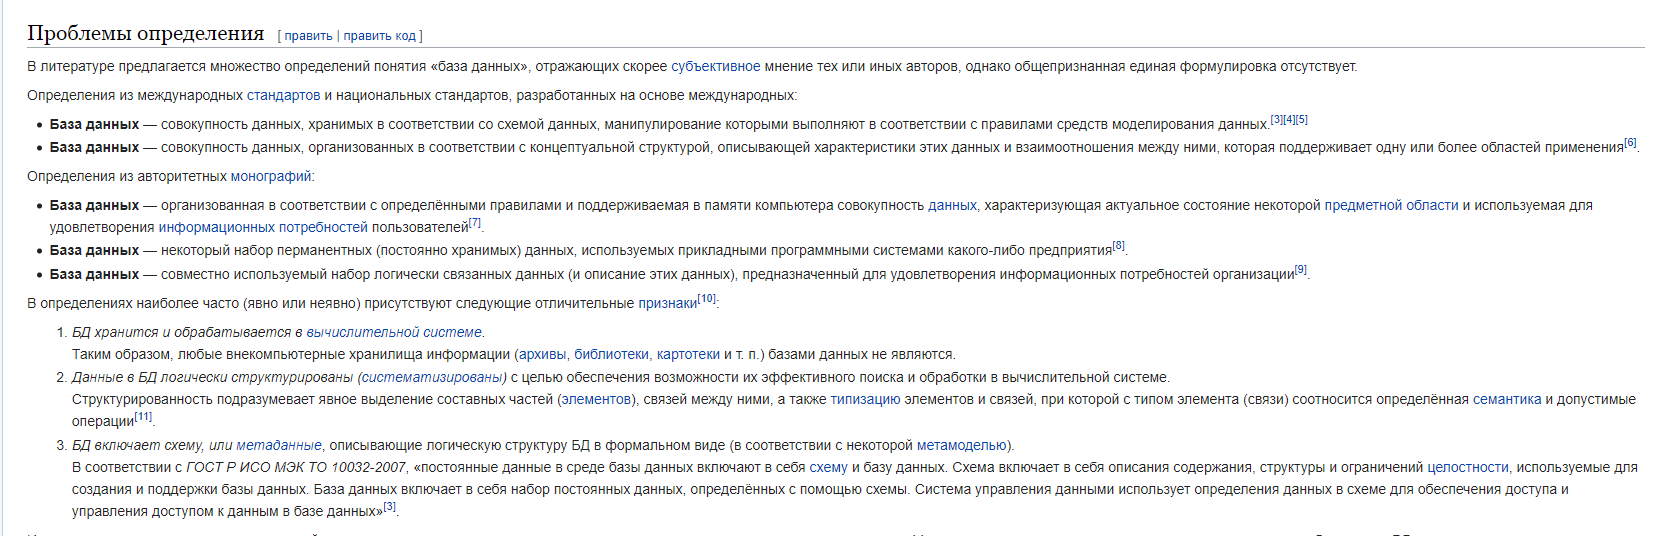 Проблемы определения [ править | править код ]
В литературе предлагается множество определений понятия «база данных», отражающих скорее субъективное мнение тех или иных авторов, однако общепризнанная единая формулировка отсутствует.
Определения из международных стандартов и национальных стандартов, разработанных на основе международных:
• База данных — совокупность данных, хранимых в соответствии со схемой данных, манипулирование которыми выполняют в соответствии с правилами средств моделирования данных.[3][4][5]
• База данных — совокупность данных, организованных в соответствии с концептуальной структурой, описывающей характеристики этих данных и взаимоотношения между ними, которая поддерживает одну или более областей применения[6].
Определения из авторитетных монографий:
• База данных — организованная в соответствии с определёнными правилами и поддерживаемая в памяти компьютера совокупность данных, характеризующая актуальное состояние некоторой предметной области и используемая для
удовлетворения информационных потребностей пользователей[7].
• База данных — некоторый набор перманентных (постоянно хранимых) данных, используемых прикладными программными системами какого-либо предприятия[8].
• База данных — совместно используемый набор логически связанных данных (и описание этих данных), предназначенный для удовлетворения информационных потребностей организации[9].
В определениях наиболее часто (явно или неявно) присутствуют следующие отличительные признаки[10]:
1. БД хранится и обрабатывается в вычислительной системе.
Таким образом, любые внекомпьютерные хранилища информации (архивы, библиотеки, картотеки и т. п.) базами данных не являются.
2. Данные в БД логически структурированы (систематизированы) с целью обеспечения возможности их эффективного поиска и обработки в вычислительной системе.
Структурированность подразумевает явное выделение составных частей (элементов), связей между ними, а также типизацию элементов и связей, при которой с типом элемента (связи) соотносится определённая семантика и допустимые
операции[11].
3. БД включает схему, или метаданные, описывающие логическую структуру БД в формальном виде (в соответствии с некоторой метамоделью).
В соответствии с ГОСТ Р ИСО МЭК ТО 10032-2007, «постоянные данные в среде базы данных включают в себя схему и базу данных. Схема включает в себя описания содержания, структуры и ограничений целостности, используемые для
создания и поддержки базы данных. База данных включает в себя набор постоянных данных, определённых с помощью схемы. Система управления данными использует определения данных в схеме для обеспечения доступа и
управления доступом к данным в базе данных»[3].